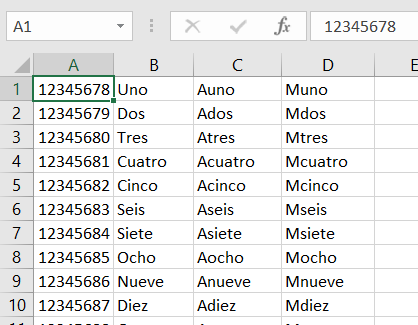 A1 fx 12345678
A B C D E
1 12345678 Uno Auno Muno
2 12345679 Dos Ados Mdos
3 12345680 Tres Atres Mtres
4 12345681 Cuatro Acuatro Mcuatro
5 12345682 Cinco Acinco Mcinco
6 12345683 Seis Aseis Mseis
7 12345684 Siete Asiete Msiete
8 12345685 Ocho Aocho Mocho
9 12345686 Nueve Anueve Mnueve
10 12345687 Diez Adiez Mdiez